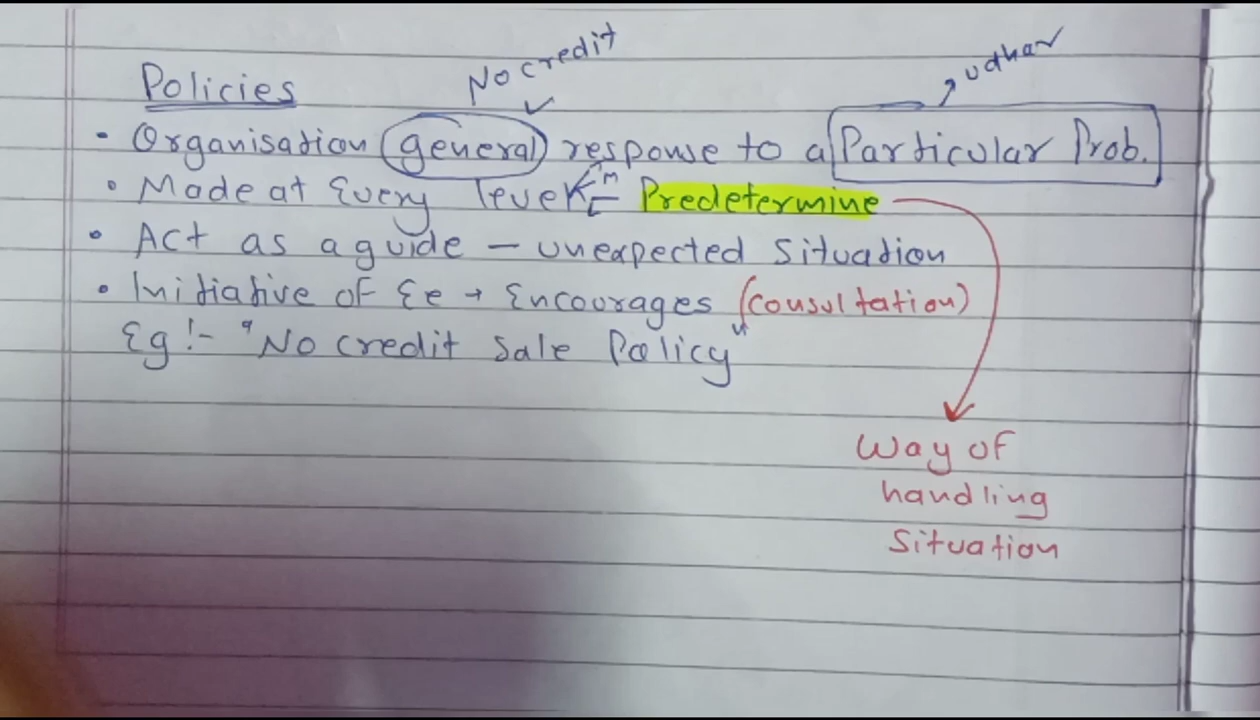 No credit
udhar
Policies
• Organisation general response to a Particular Prob.
• Made at Every level - Predetermine
• Act as a guide - unexpected Situation
• Initiative of Ee → Encourages (consultation)
Eg:- "No credit Sale Policy"
Way of
handling
Situation